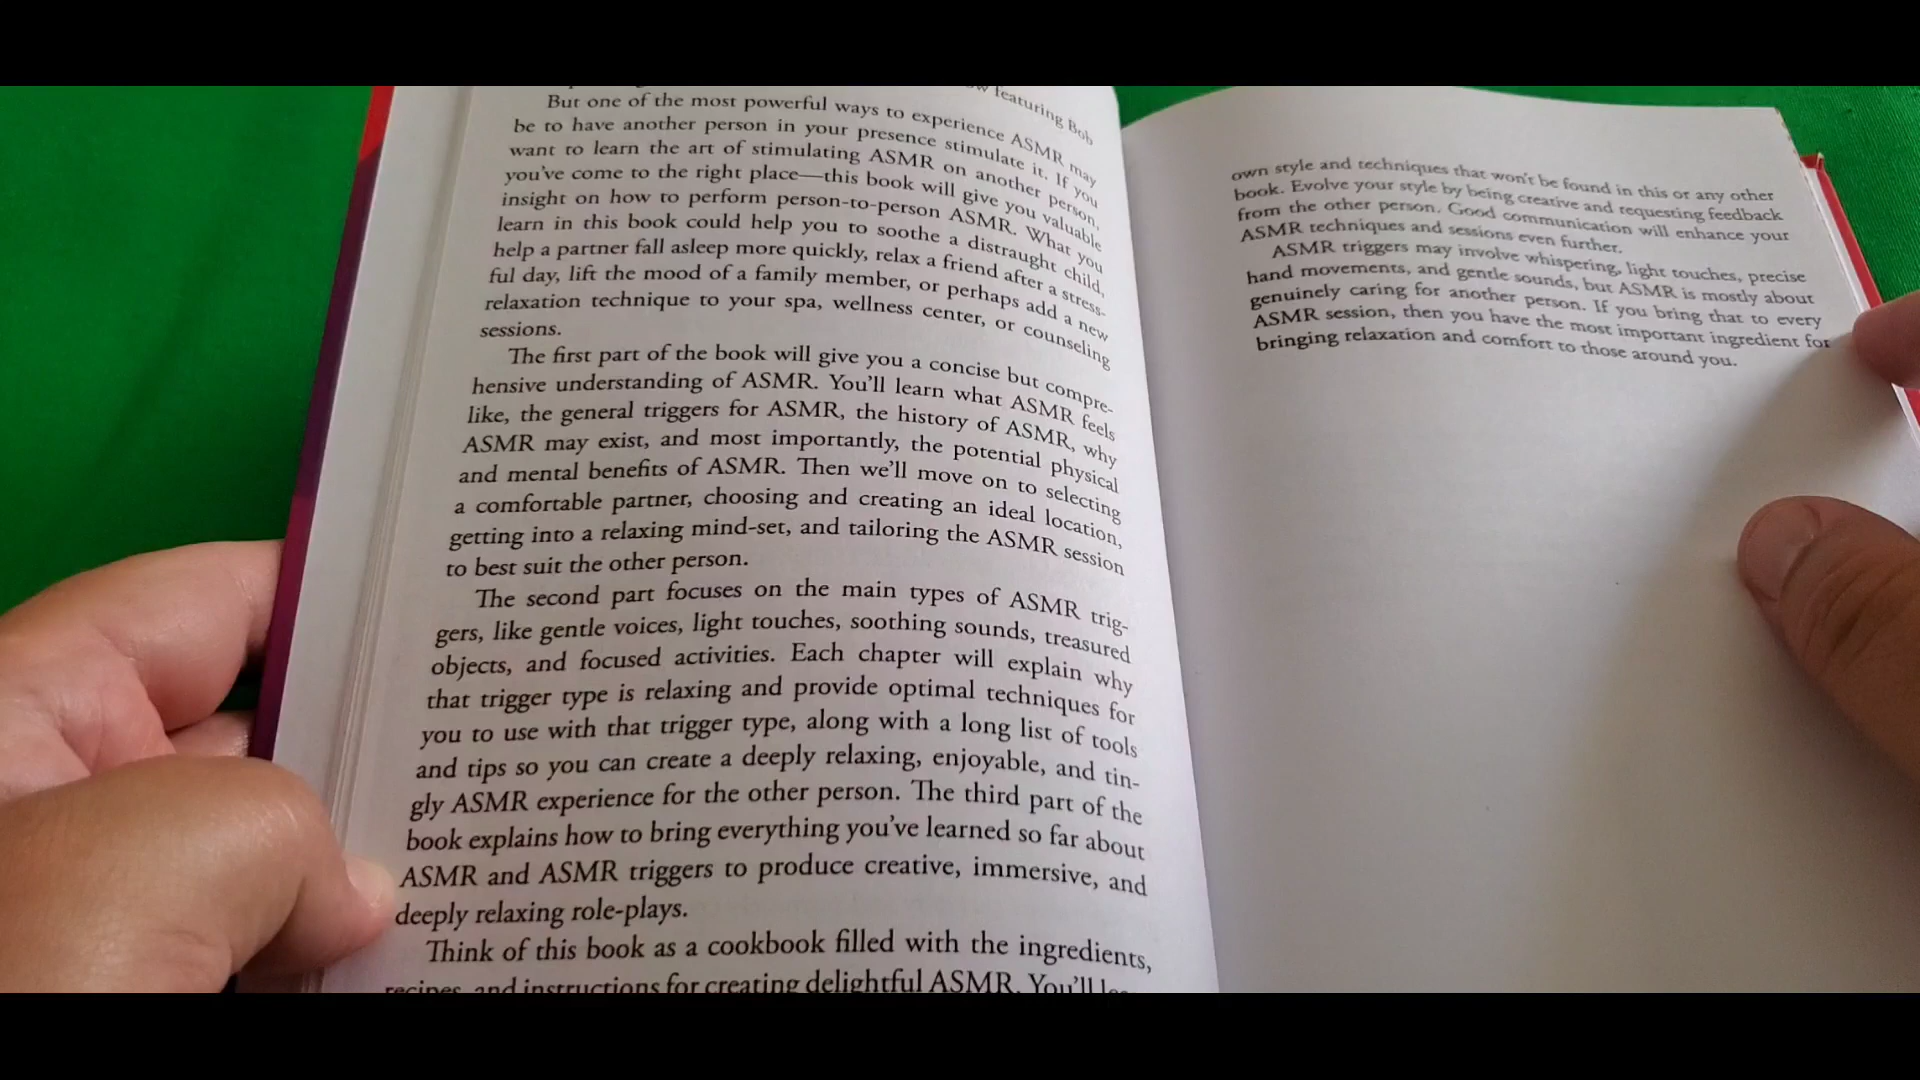 w featuring Bob
But one of the most powerful ways to experience ASMR may
be to have another person in your presence stimulate it. If you
want to learn the art of stimulating ASMR on another person,
you've come to the right place—this book will give you valuable
insight on how to perform person-to-person ASMR. What you
learn in this book could help you to soothe a distraught child,
help a partner fall asleep more quickly, relax a friend after a stress-
ful day, lift the mood of a family member, or perhaps add a new
relaxation technique to your spa, wellness center, or counseling
sessions.
The first part of the book will give you a concise but compre-
hensive understanding of ASMR. You'll learn what ASMR feels
like, the general triggers for ASMR, the history of ASMR, why
ASMR may exist, and most importantly, the potential physical
and mental benefits of ASMR. Then we'll move on to selecting
a comfortable partner, choosing and creating an ideal location,
getting into a relaxing mind-set, and tailoring the ASMR session
to best suit the other person.
The second part focuses on the main types of ASMR trig-
gers, like gentle voices, light touches, soothing sounds, treasured
objects, and focused activities. Each chapter will explain why
that trigger type is relaxing and provide optimal techniques for
you to use with that trigger type, along with a long list of tools
and tips so you can create a deeply relaxing, enjoyable, and tin-
gly ASMR experience for the other person. The third part of the
book explains how to bring everything you've learned so far about
ASMR and ASMR triggers to produce creative, immersive, and
deeply relaxing role-plays.
Think of this book as a cookbook filled with the ingredients,
recipes, and instructions for creating delightful ASMR. You'll
own style and techniques that won't be found in this or any other
book. Evolve your style by being creative and requesting feedback
from the other person. Good communication will enhance your
ASMR techniques and sessions even further.
ASMR triggers may involve whispering, light touches, precise
hand movements, and gentle sounds, but ASMR is mostly about
genuinely caring for another person. If you bring that to every
ASMR session, then you have the most important ingredient for
bringing relaxation and comfort to those around you.